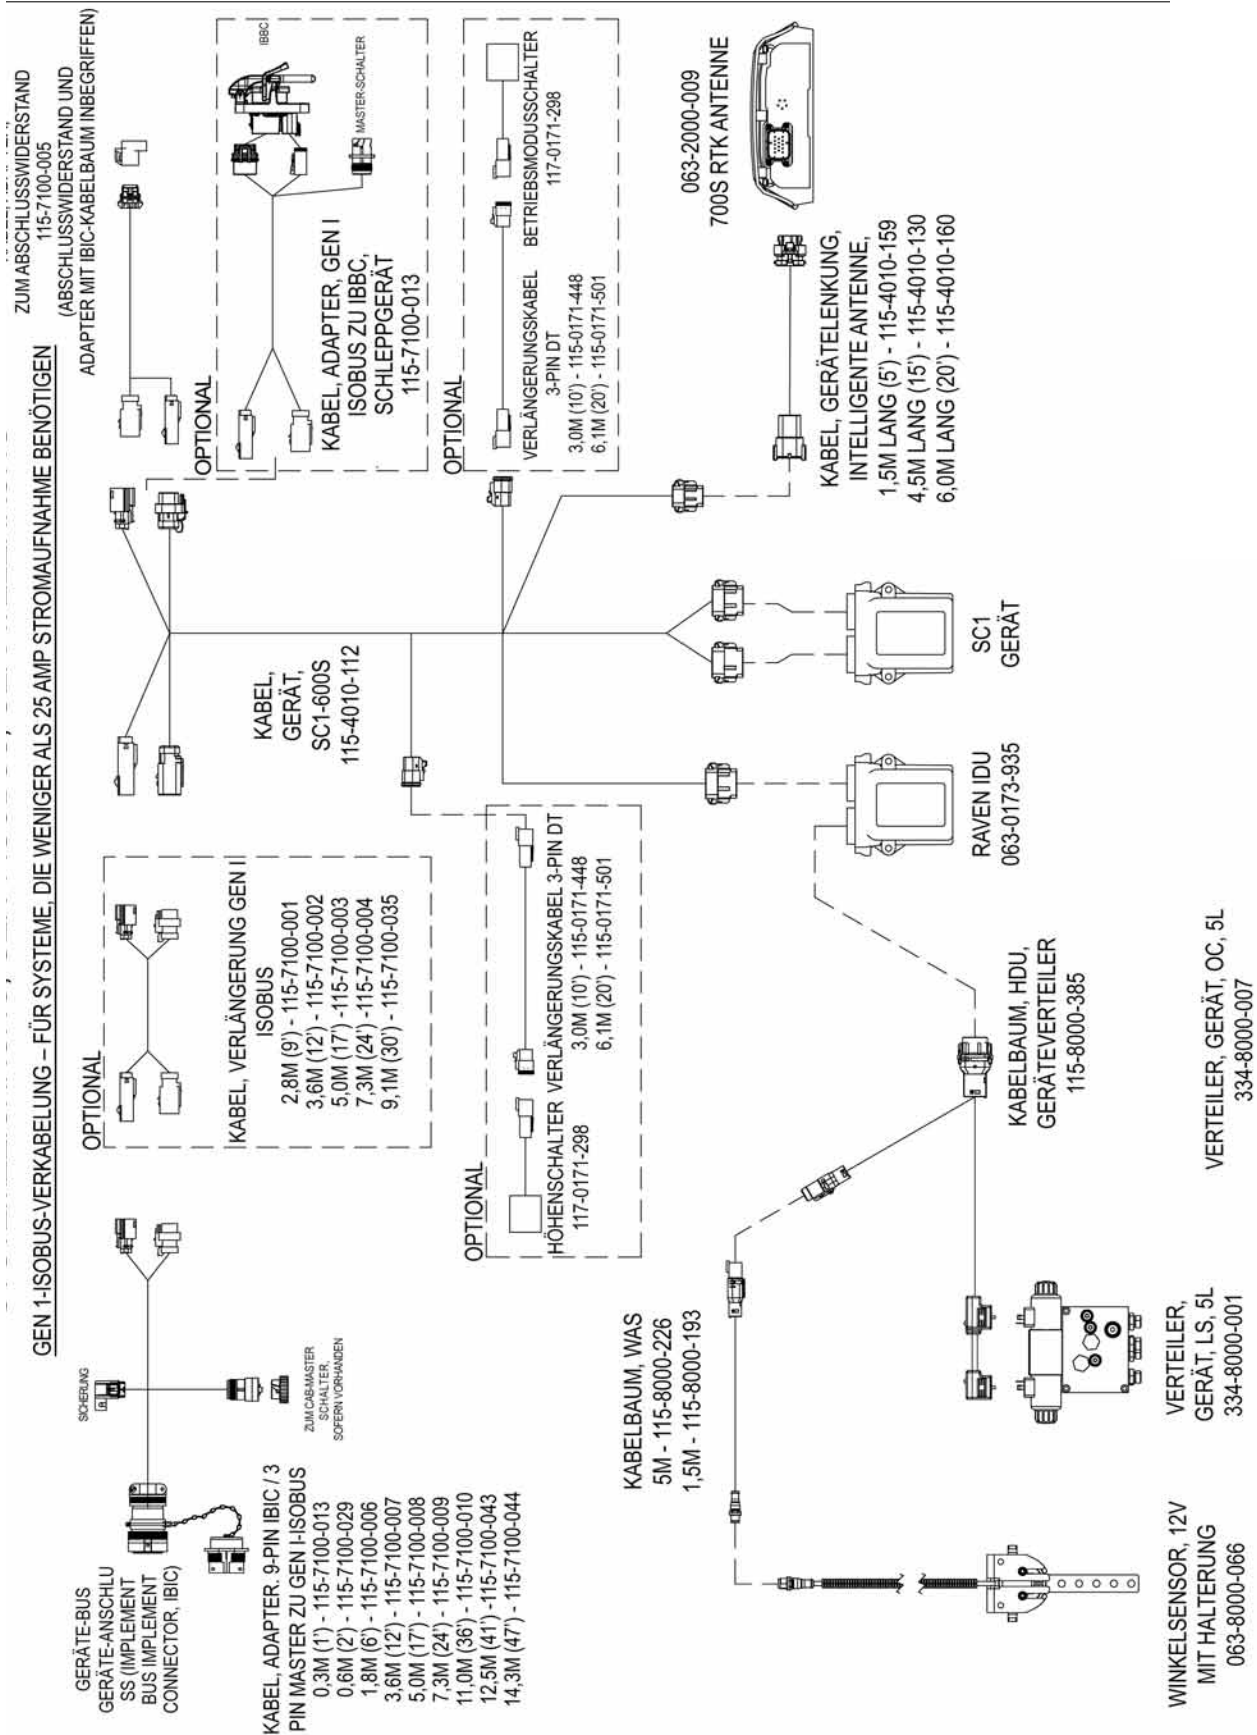 GEN 1-ISOBUS-VERKABELUNG – FÜR SYSTEME, DIE WENIGER ALS 25 AMP STROMAUFNAHME BENÖTIGEN
GERÄTE-BUS
GERÄTE-ANSCHLU
SS (IMPLEMENT
BUS IMPLEMENT
CONNECTOR, IBIC)
SICHERUNG
ZUM CAB-MASTER
SCHALTER,
SOFERN VORHANDEN
KABEL, ADAPTER. 9-PIN IBIC / 3
PIN MASTER ZU GEN I-ISOBUS
0,3M (1') - 115-7100-013
0,6M (2') - 115-7100-029
1,8M (6') - 115-7100-006
3,6M (12') - 115-7100-007
5,0M (17') - 115-7100-008
7,3M (24') - 115-7100-009
11,0M (36') - 115-7100-010
12,5M (41') -115-7100-043
14,3M (47') - 115-7100-044
OPTIONAL
KABEL, VERLÄNGERUNG GEN I
ISOBUS
2,8M (9') - 115-7100-001
3,6M (12') - 115-7100-002
5,0M (17') -115-7100-003
7,3M (24') -115-7100-004
9,1M (30') - 115-7100-035
ZUM ABSCHLUSSWIDERSTAND
115-7100-005
(ABSCHLUSSWIDERSTAND UND
ADAPTER MIT IBIC-KABELBAUM INBEGRIFFEN)
OPTIONAL
IBBC
MASTER-SCHALTER
KABEL, ADAPTER, GEN I
ISOBUS ZU IBBC,
SCHLEPPGERÄT
115-7100-013
KABEL,
GERÄT,
SC1-600S
115-4010-112
OPTIONAL
VERLÄNGERUNGSKABEL
3-PIN DT
3,0M (10') - 115-0171-448
6,1M (20') - 115-0171-501
BETRIEBSMODUSSCHALTER
117-0171-298
OPTIONAL
HÖHENSCHALTER
117-0171-298
VERLÄNGERUNGSKABEL 3-PIN DT
3,0M (10') - 115-0171-448
6,1M (20') - 115-0171-501
063-2000-009
700S RTK ANTENNE
KABEL, GERÄTELENKUNG,
INTELLIGENTE ANTENNE,
1,5M LANG (5') - 115-4010-159
4,5M LANG (15') - 115-4010-130
6,0M LANG (20') - 115-4010-160
KABELBAUM, WAS
5M - 115-8000-226
1,5M - 115-8000-193
RAVEN IDU
063-0173-935
SC1
GERÄT
KABELBAUM, HDU,
GERÄTEVERTEILER
115-8000-385
WINKELSENSOR, 12V
MIT HALTERUNG
063-8000-066
VERTEILER,
GERÄT, LS, 5L
334-8000-001
VERTEILER, GERÄT, OC, 5L
334-8000-007